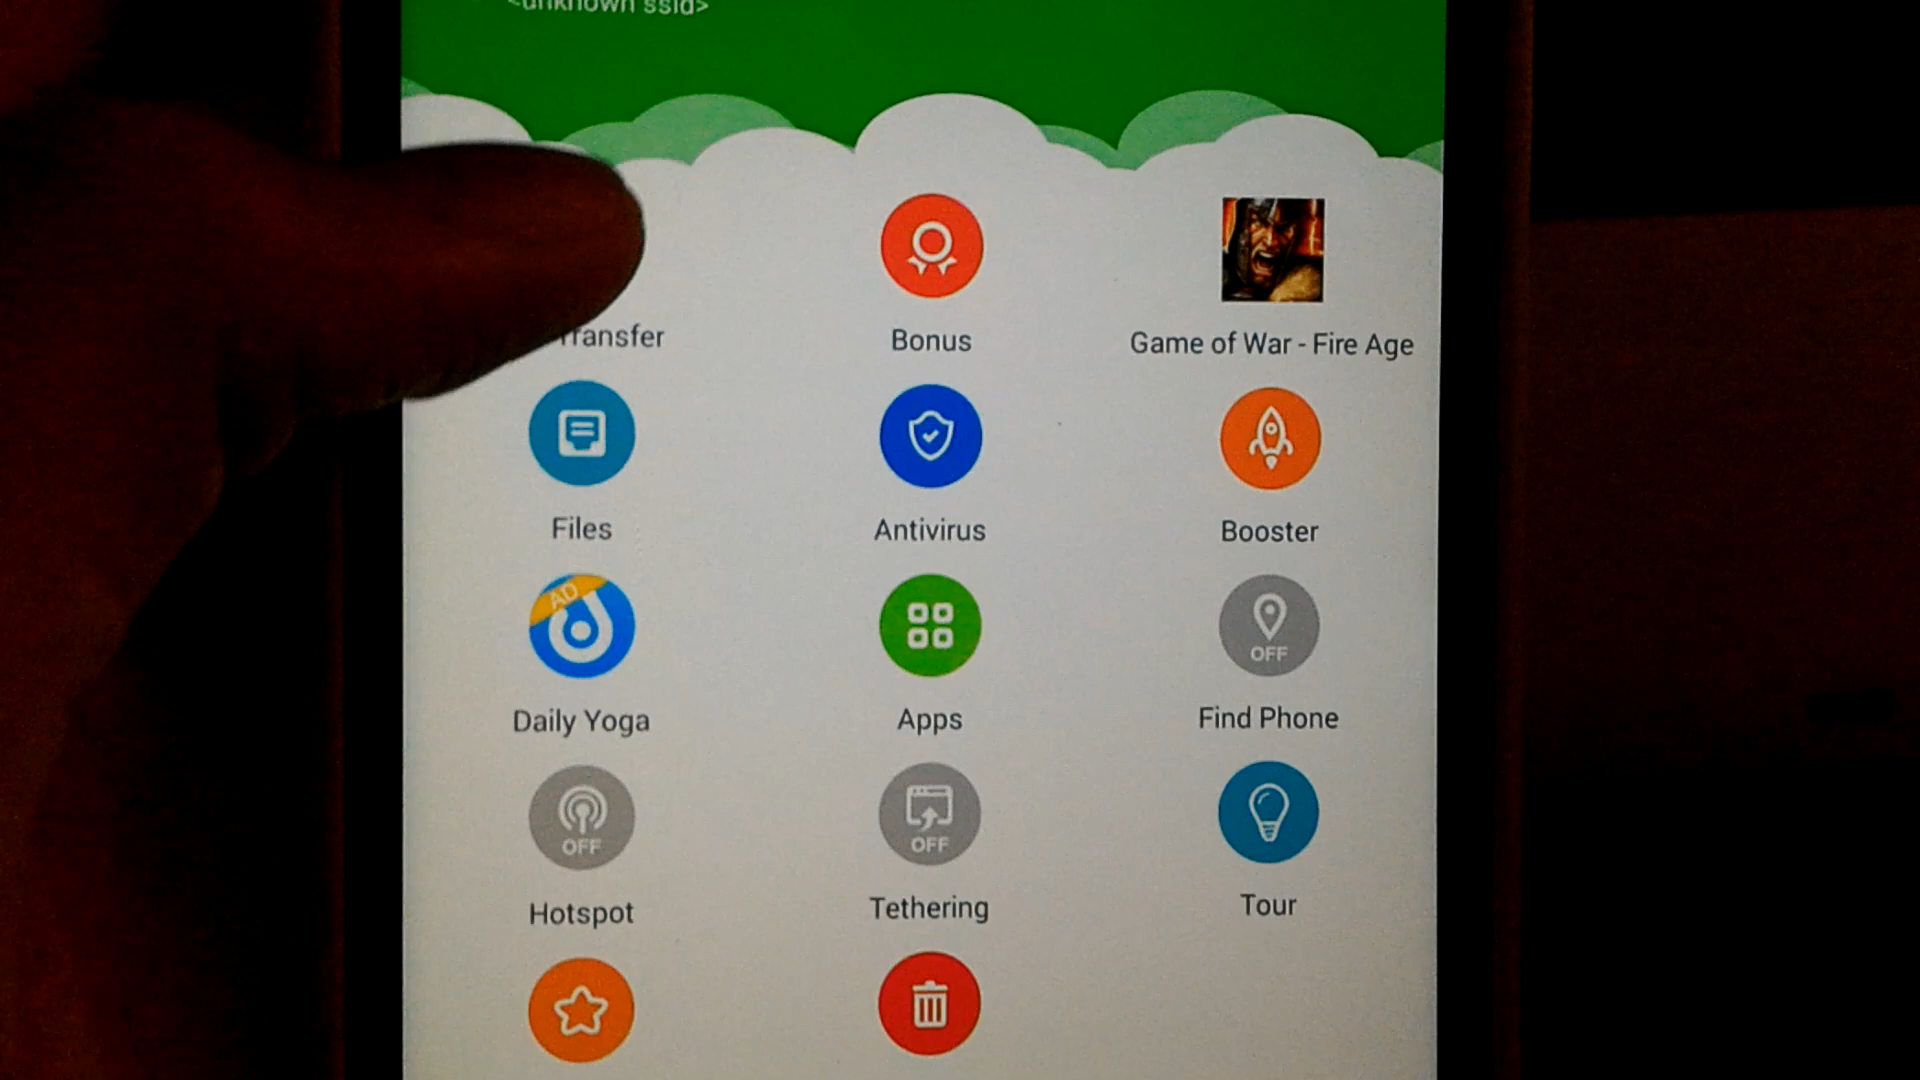 <unknown ssid>
Transfer
Bonus
Game of War - Fire Age
Files
Antivirus
Booster
AD
Daily Yoga
Apps
OFF
Find Phone
OFF
Hotspot
OFF
Tethering
Tour